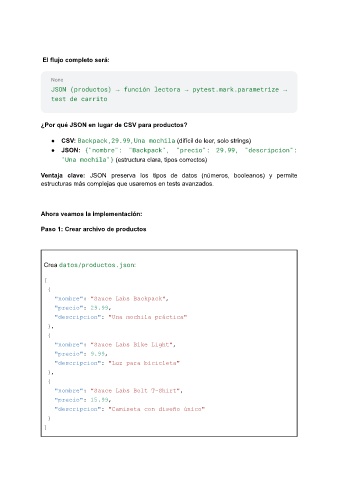 El flujo completo será:
None
JSON (productos) → función lectora → pytest.mark.parametrize →
test de carrito
¿Por qué JSON en lugar de CSV para productos?
● CSV: Backpack,29.99,Una mochila (difícil de leer, solo strings)
● JSON: {"nombre": "Backpack", "precio": 29.99, "descripcion":
"Una mochila"} (estructura clara, tipos correctos)
Ventaja clave: JSON preserva los tipos de datos (números, booleanos) y permite
estructuras más complejas que usaremos en tests avanzados.
Ahora veamos la Implementación:
Paso 1: Crear archivo de productos
Crea datos/productos.json:
[
{
"nombre": "Sauce Labs Backpack",
"precio": 29.99,
"descripcion": "Una mochila práctica"
},
{
"nombre": "Sauce Labs Bike Light",
"precio": 9.99,
"descripcion": "Luz para bicicleta"
},
{
"nombre": "Sauce Labs Bolt T-Shirt",
"precio": 15.99,
"descripcion": "Camiseta con diseño único"
}
]